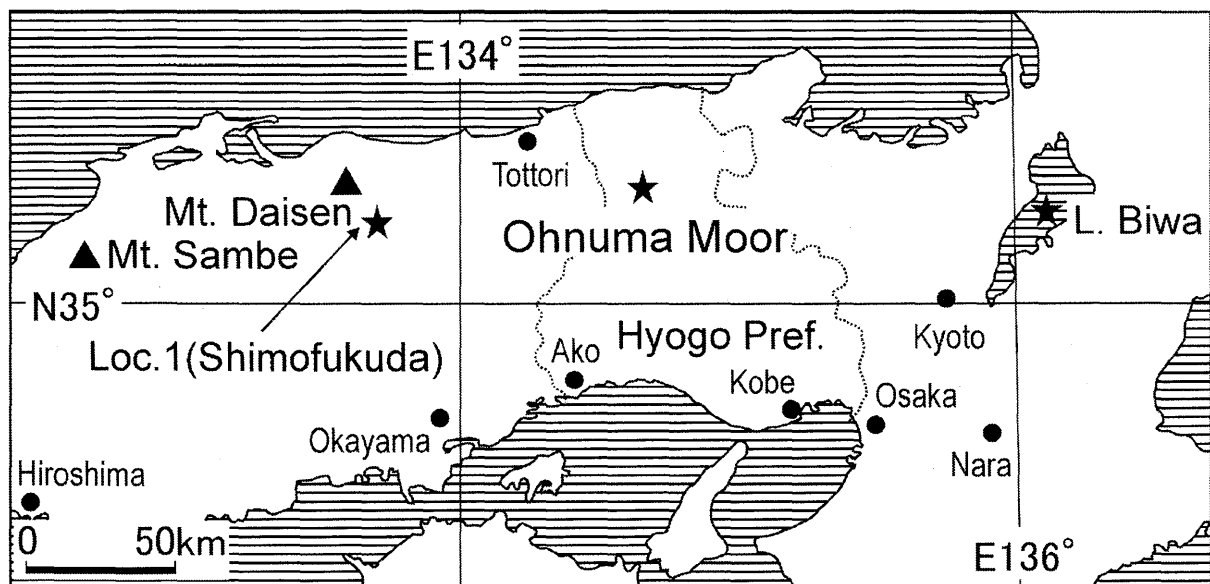 E134°
Tottori
Mt. Daisen
Ohnuma Moor
L. Biwa
Mt. Sambe
N35°
Kyoto
Loc.1(Shimofukuda)
Hyogo Pref.
Ako
Kobe
Osaka
Okayama
Nara
Hiroshima
0 50km
E136°